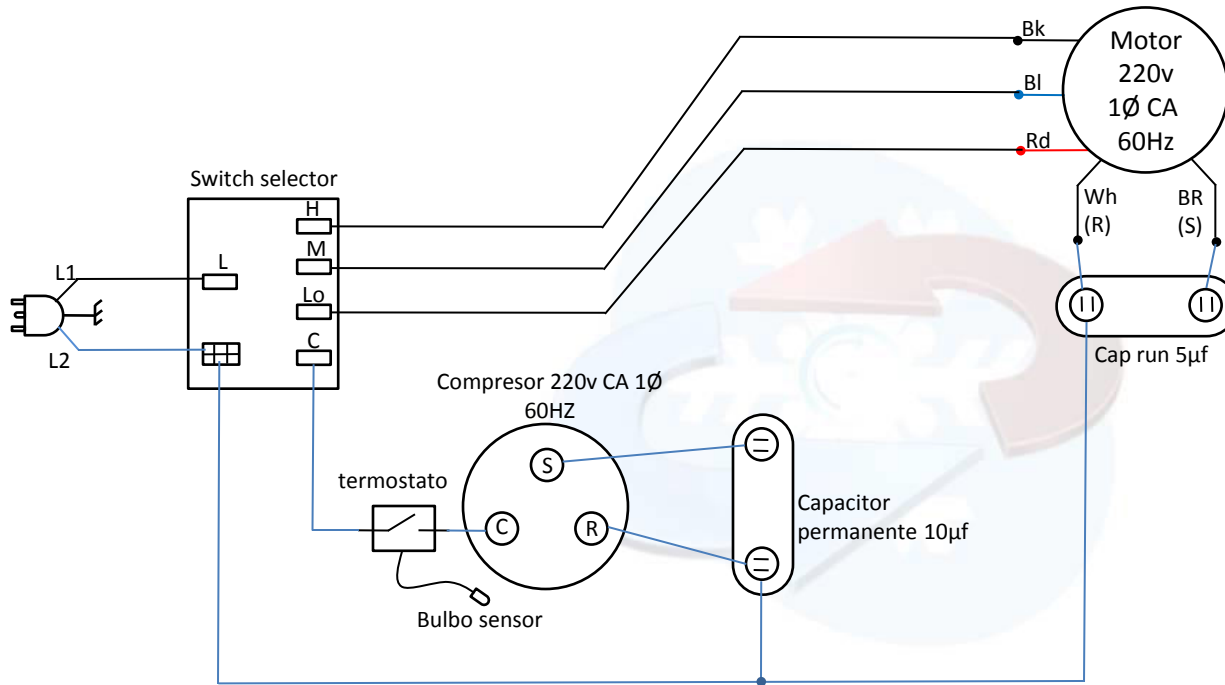 Bk
Motor
220v
1Ø CA
60Hz
Bl
Rd
Switch selector
Wh
(R)
BR
(S)
H
M
L
L1
Lo
C
L2
Cap run 5µf
Compresor 220v CA 1Ø
60HZ
S
termostato
C
R
Capacitor
permanente 10µf
Bulbo sensor